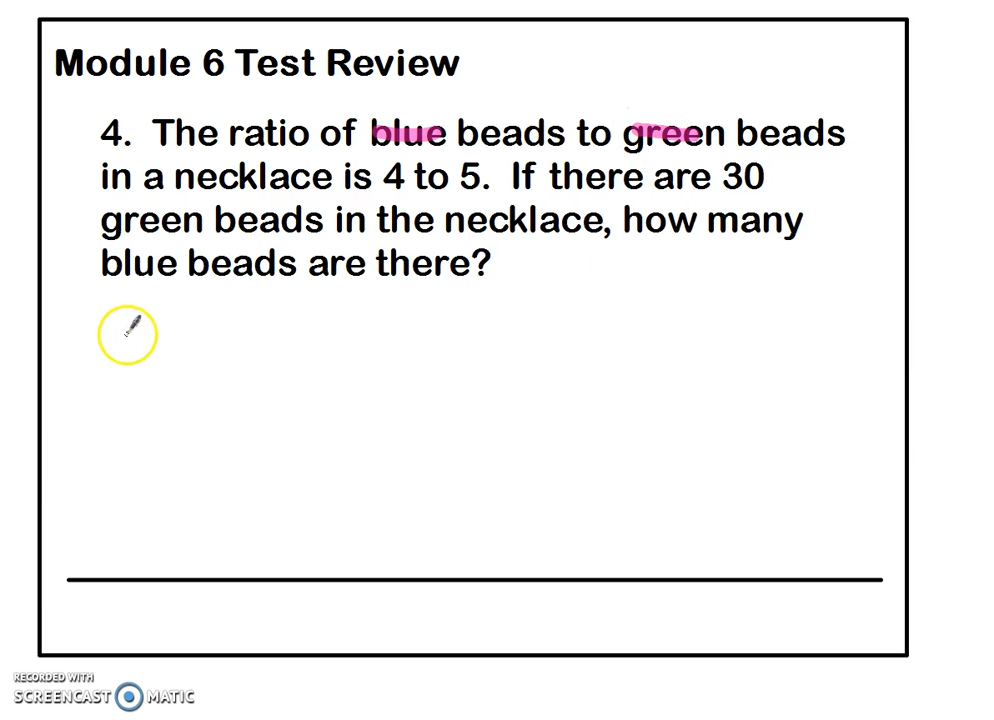 Module 6 Test Review
4. The ratio of blue beads to green beads
in a necklace is 4 to 5. If there are 30
green beads in the necklace, how many
blue beads are there?
RECORDED WITH
SCREENCAST MATIC